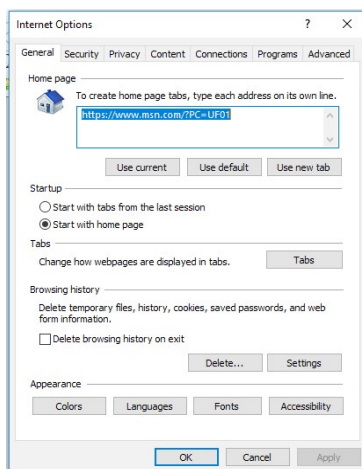 Internet Options ? X
General Security Privacy Content Connections Programs Advanced
Home page
To create home page tabs, type each address on its own line.
https://www.msn.com/?PC=UF01
Use current Use default Use new tab
Startup
Start with tabs from the last session
Start with home page
Tabs
Change how webpages are displayed in tabs. Tabs
Browsing history
Delete temporary files, history, cookies, saved passwords, and web
form information.
Delete browsing history on exit
Delete... Settings
Appearance
Colors Languages Fonts Accessibility
OK Cancel Apply